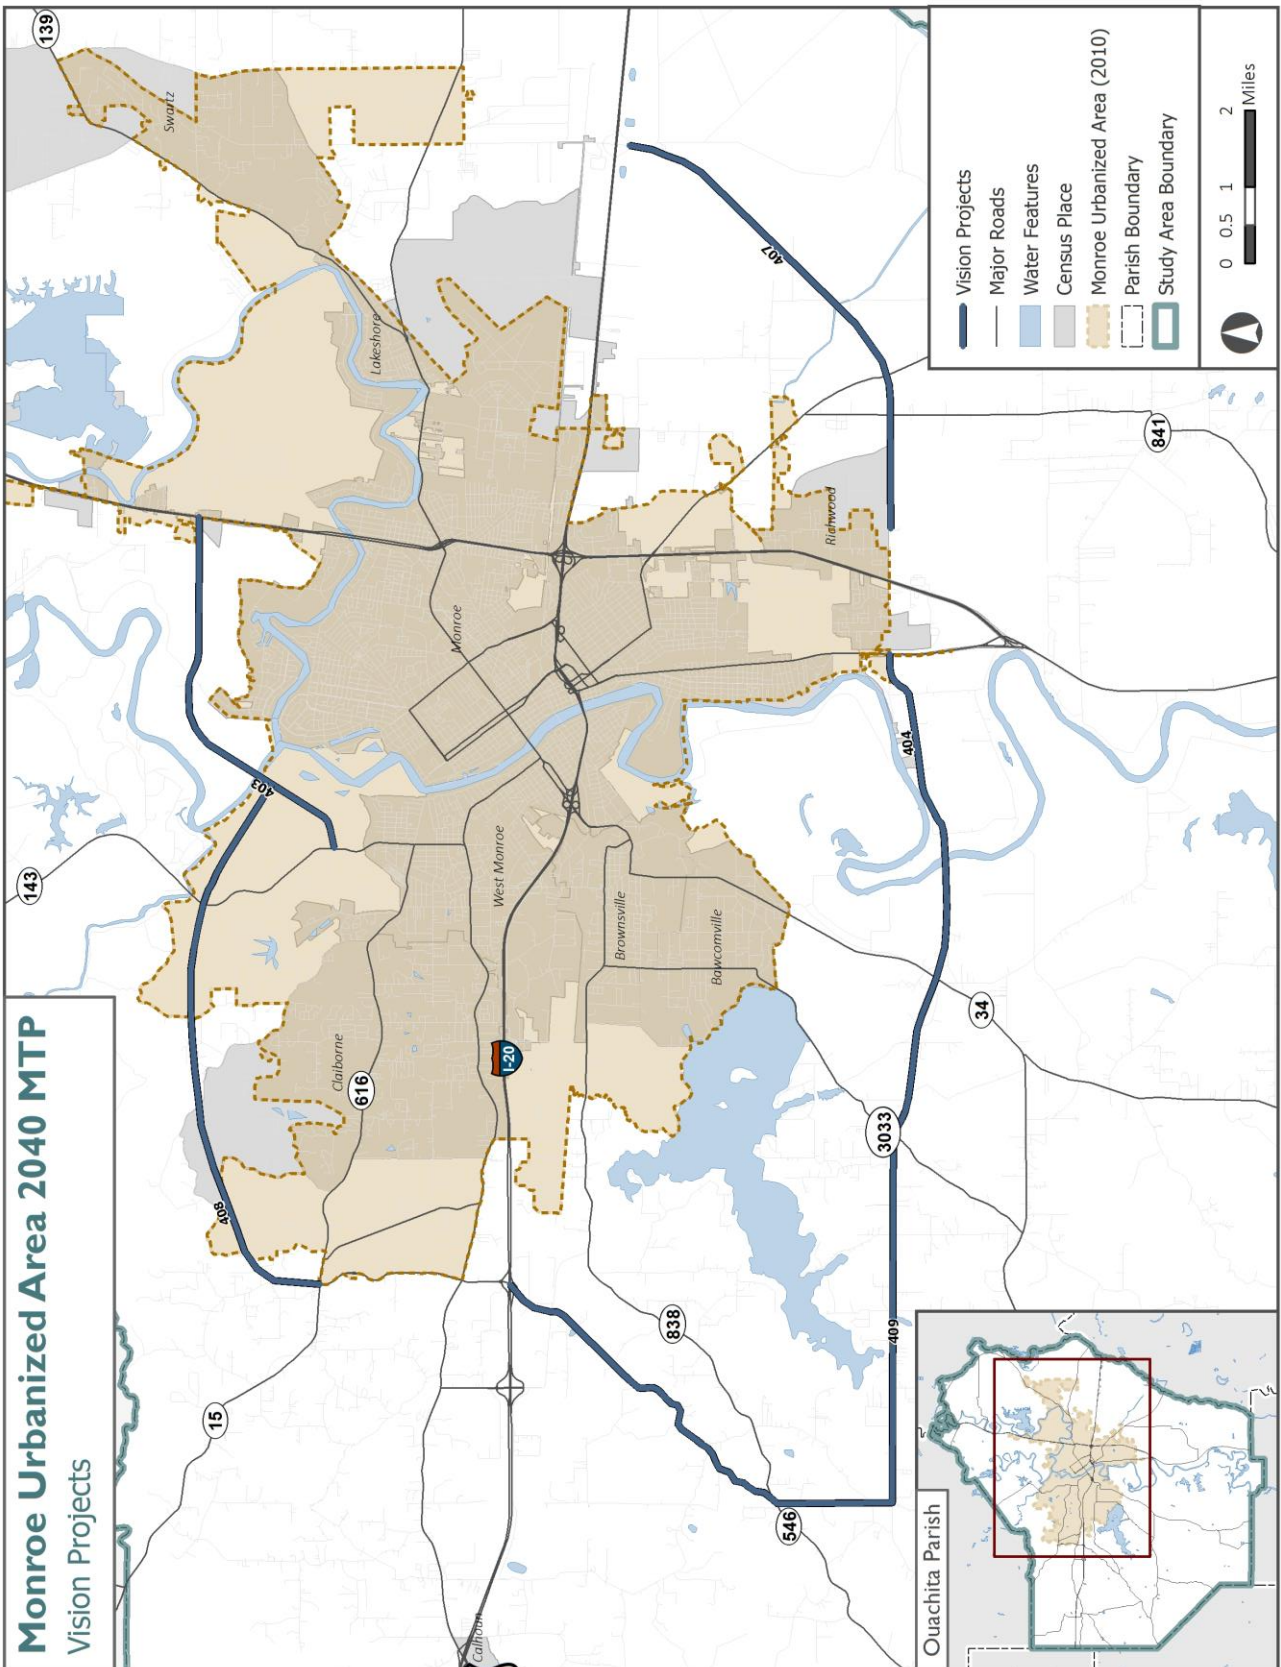 Monroe Urbanized Area 2040 MTP
Vision Projects
139
Swartz
143
Lakeshore
403
408
Claiborne
616
Monroe
West Monroe
I-20
15
Calhoun
407
Brownsville
Bawcomville
Richwood
838
546
404
34
3033
409
841
Vision Projects
Major Roads
Water Features
Census Place
Monroe Urbanized Area (2010)
Parish Boundary
Study Area Boundary
0 0.5 1 2
Miles
Ouachita Parish